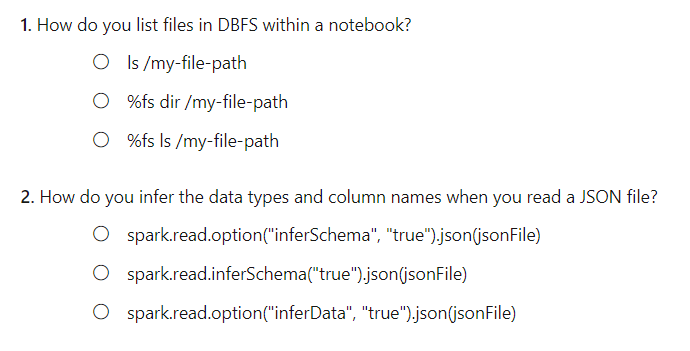 1. How do you list files in DBFS within a notebook?
ls /my-file-path
%fs dir /my-file-path
%fs ls /my-file-path
2. How do you infer the data types and column names when you read a JSON file?
spark.read.option("inferSchema", "true").json(jsonFile)
spark.read.inferSchema("true").json(jsonFile)
spark.read.option("inferData", "true").json(jsonFile)